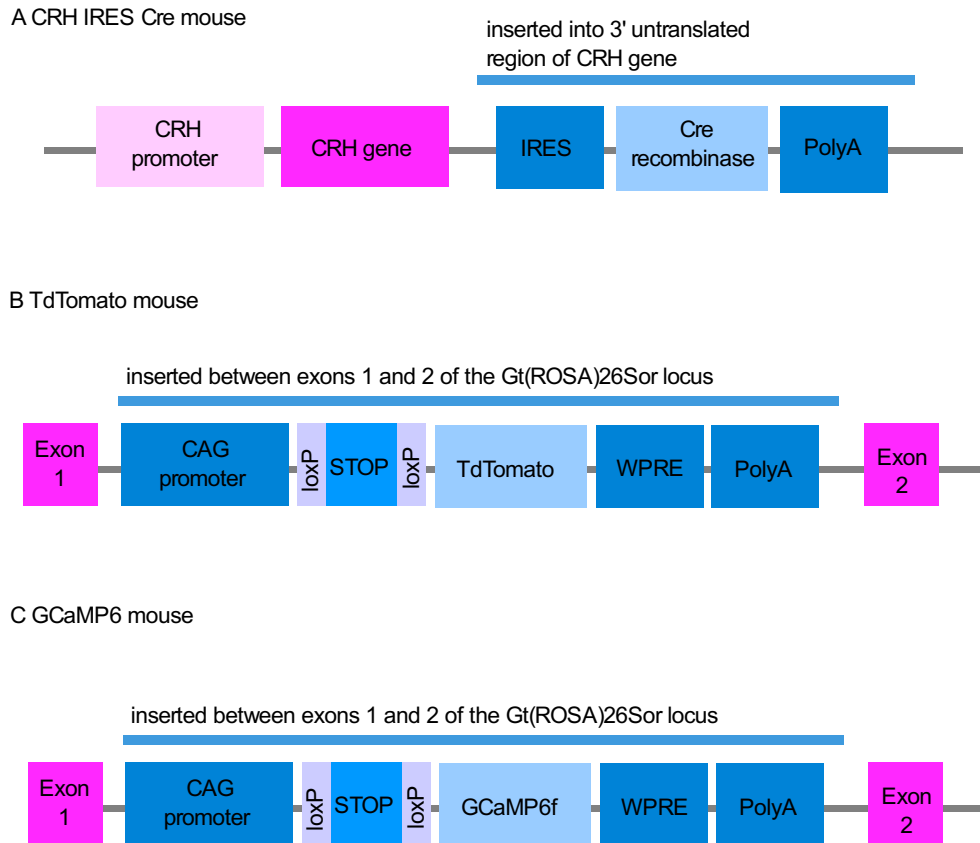 A CRH IRES Cre mouse
inserted into 3' untranslated
region of CRH gene
CRH
promoter
CRH gene
IRES
Cre
recombinase
PolyA
B TdTomato mouse
inserted between exons 1 and 2 of the Gt(ROSA)26Sor locus
Exon
1
CAG
promoter
loxP
STOP
loxP
TdTomato
WPRE
PolyA
Exon
2
C GCaMP6 mouse
inserted between exons 1 and 2 of the Gt(ROSA)26Sor locus
Exon
1
CAG
promoter
loxP
STOP
loxP
GCaMP6f
WPRE
PolyA
Exon
2